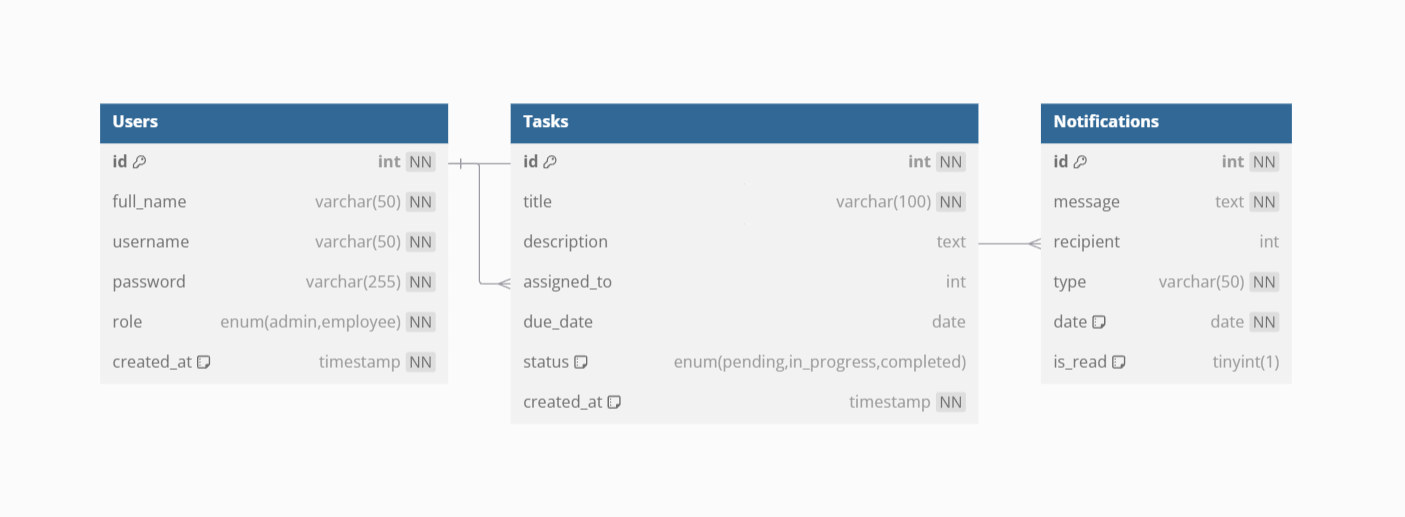 Users
id int NN
full_name varchar(50) NN
username varchar(50) NN
password varchar(255) NN
role enum(admin,employee) NN
created_at timestamp NN
Tasks
id int NN
title varchar(100) NN
description text
assigned_to int
due_date date
status enum(pending,in_progress,completed)
created_at timestamp NN
Notifications
id int NN
message text NN
recipient int
type varchar(50) NN
date date NN
is_read tinyint(1)